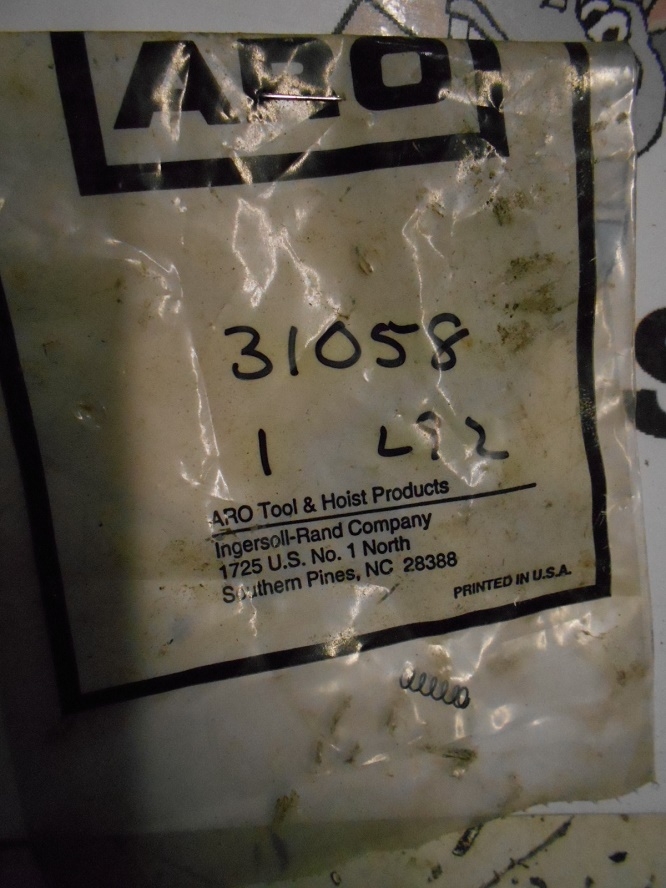 ARO
31058
1 L92
ARO Tool & Hoist Products
Ingersoll-Rand Company
1725 U.S. No. 1 North
Southern Pines, NC 28388
PRINTED IN U.S.A.